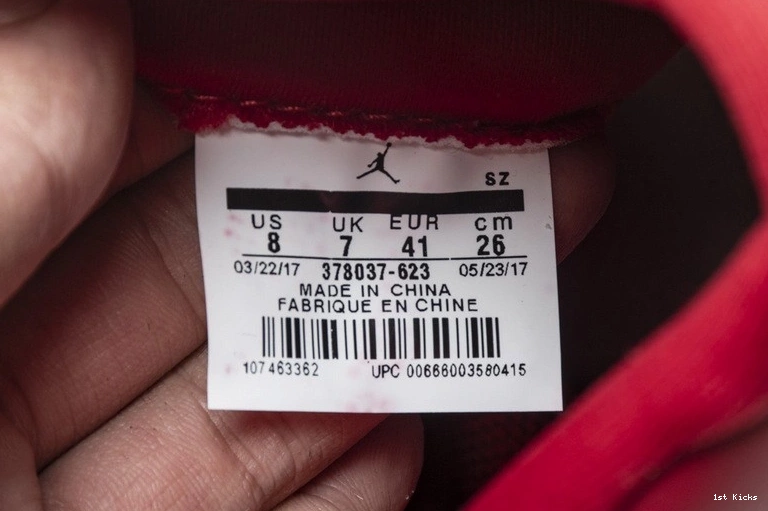 SZ
US UK EUR cm
8 7 41 26
03/22/17 378037-623 05/23/17
MADE IN CHINA
FABRIQUE EN CHINE
107463362 UPC 00666003580415
1st Kicks